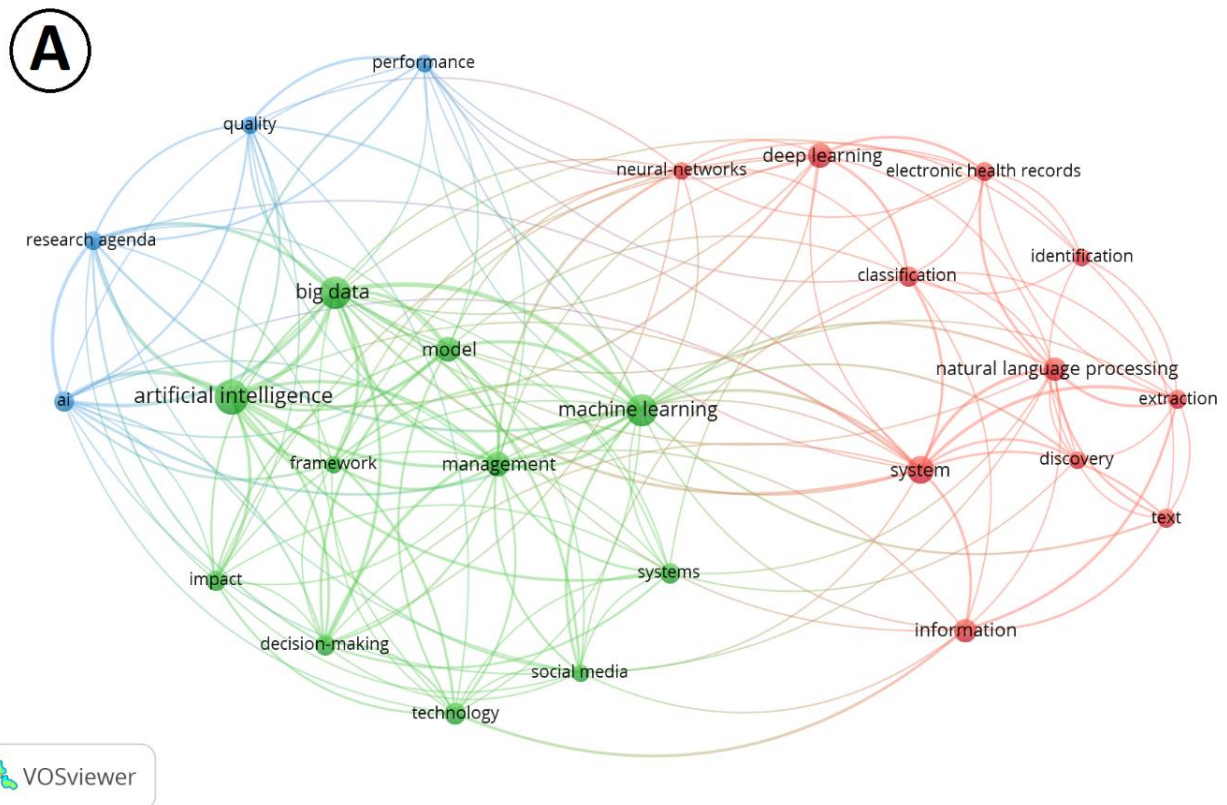 A
performance
quality
deep learning
neural-networks
electronic health records
research agenda
identification
classification
big data
model
natural language processing
artificial intelligence
ai
extraction
machine learning
framework
management
discovery
system
text
systems
impact
information
decision-making
social media
technology
VOSviewer